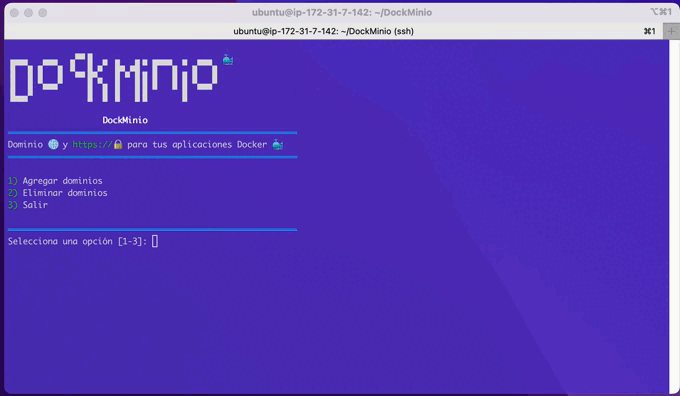 ubuntu@ip-172-31-7-142: ~/DockMinio
⌥⌘1
ubuntu@ip-172-31-7-142: ~/DockMinio (ssh)
⌘1
DockMinio
DockMinio
Dominio 🌐 y https://🔒 para tus aplicaciones Docker 🐳
1) Agregar dominios
2) Eliminar dominios
3) Salir
Selecciona una opción [1-3]: